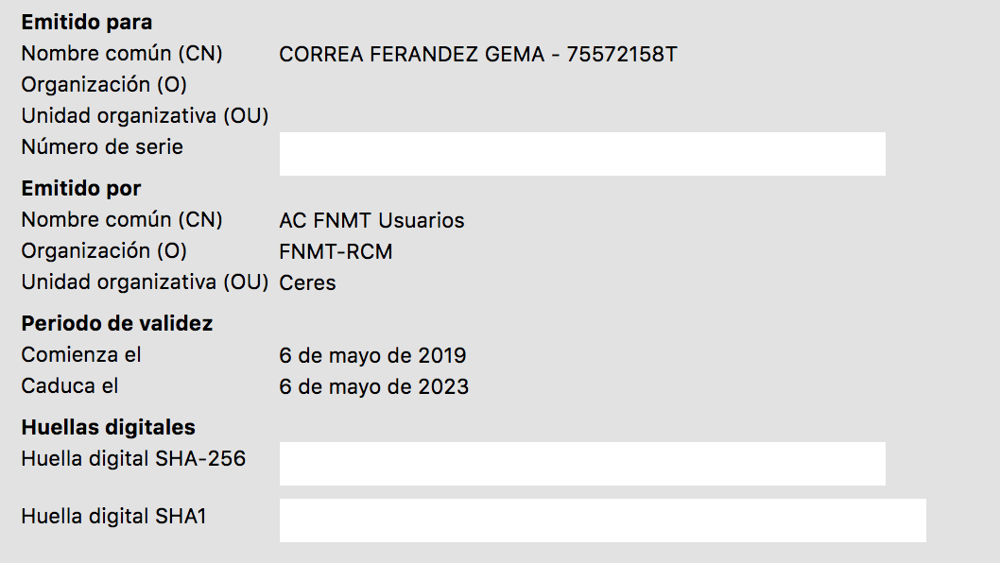 Emitido para
Nombre común (CN) CORREA FERANDEZ GEMA - 75572158T
Organización (O)
Unidad organizativa (OU)
Número de serie
Emitido por
Nombre común (CN) AC FNMT Usuarios
Organización (O) FNMT-RCM
Unidad organizativa (OU) Ceres
Periodo de validez
Comienza el 6 de mayo de 2019
Caduca el 6 de mayo de 2023
Huellas digitales
Huella digital SHA-256
Huella digital SHA1